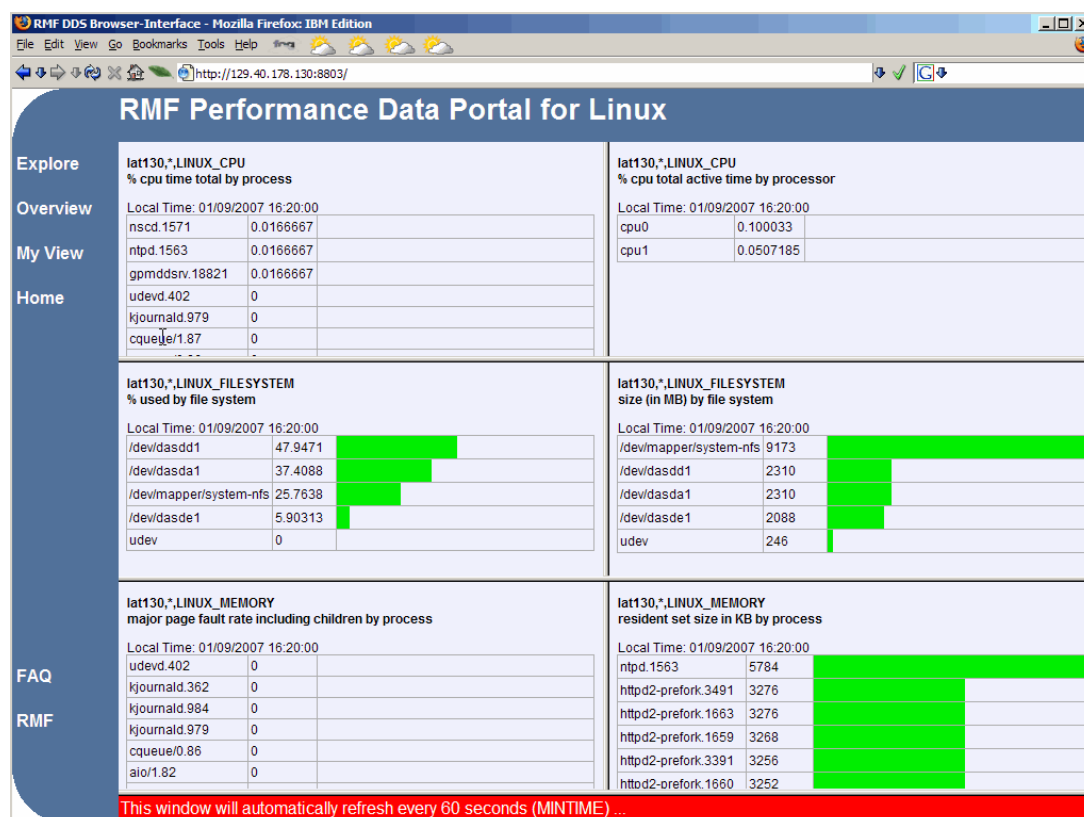 RMF DDS Browser-Interface - Mozilla Firefox: IBM Edition
File Edit View Go Bookmarks Tools Help
http://129.40.178.130:8803/
RMF Performance Data Portal for Linux
Explore
Overview
My View
Home
FAQ
RMF
lat130,*,LINUX_CPU
% cpu time total by process
Local Time: 01/09/2007 16:20:00
nscd.1571 0.0166667
ntpd.1563 0.0166667
gpmddsrv.18821 0.0166667
udevd.402 0
kjournald.979 0
cqueue/1.87 0
lat130,*,LINUX_CPU
% cpu total active time by processor
Local Time: 01/09/2007 16:20:00
cpu0 0.100033
cpu1 0.0507185
lat130,*,LINUX_FILESYSTEM
% used by file system
Local Time: 01/09/2007 16:20:00
/dev/dasdd1 47.9471
/dev/dasda1 37.4088
/dev/mapper/system-nfs 25.7638
/dev/dasde1 5.90313
udev 0
lat130,*,LINUX_FILESYSTEM
size (in MB) by file system
Local Time: 01/09/2007 16:20:00
/dev/mapper/system-nfs 9173
/dev/dasdd1 2310
/dev/dasda1 2310
/dev/dasde1 2088
udev 246
lat130,*,LINUX_MEMORY
major page fault rate including children by process
Local Time: 01/09/2007 16:20:00
udevd.402 0
kjournald.362 0
kjournald.984 0
kjournald.979 0
cqueue/0.86 0
aio/1.82 0
lat130,*,LINUX_MEMORY
resident set size in KB by process
Local Time: 01/09/2007 16:20:00
ntpd.1563 5784
httpd2-prefork.3491 3276
httpd2-prefork.1663 3276
httpd2-prefork.1659 3268
httpd2-prefork.3391 3256
httpd2-prefork.1660 3252
This window will automatically refresh every 60 seconds (MINTIME) ...